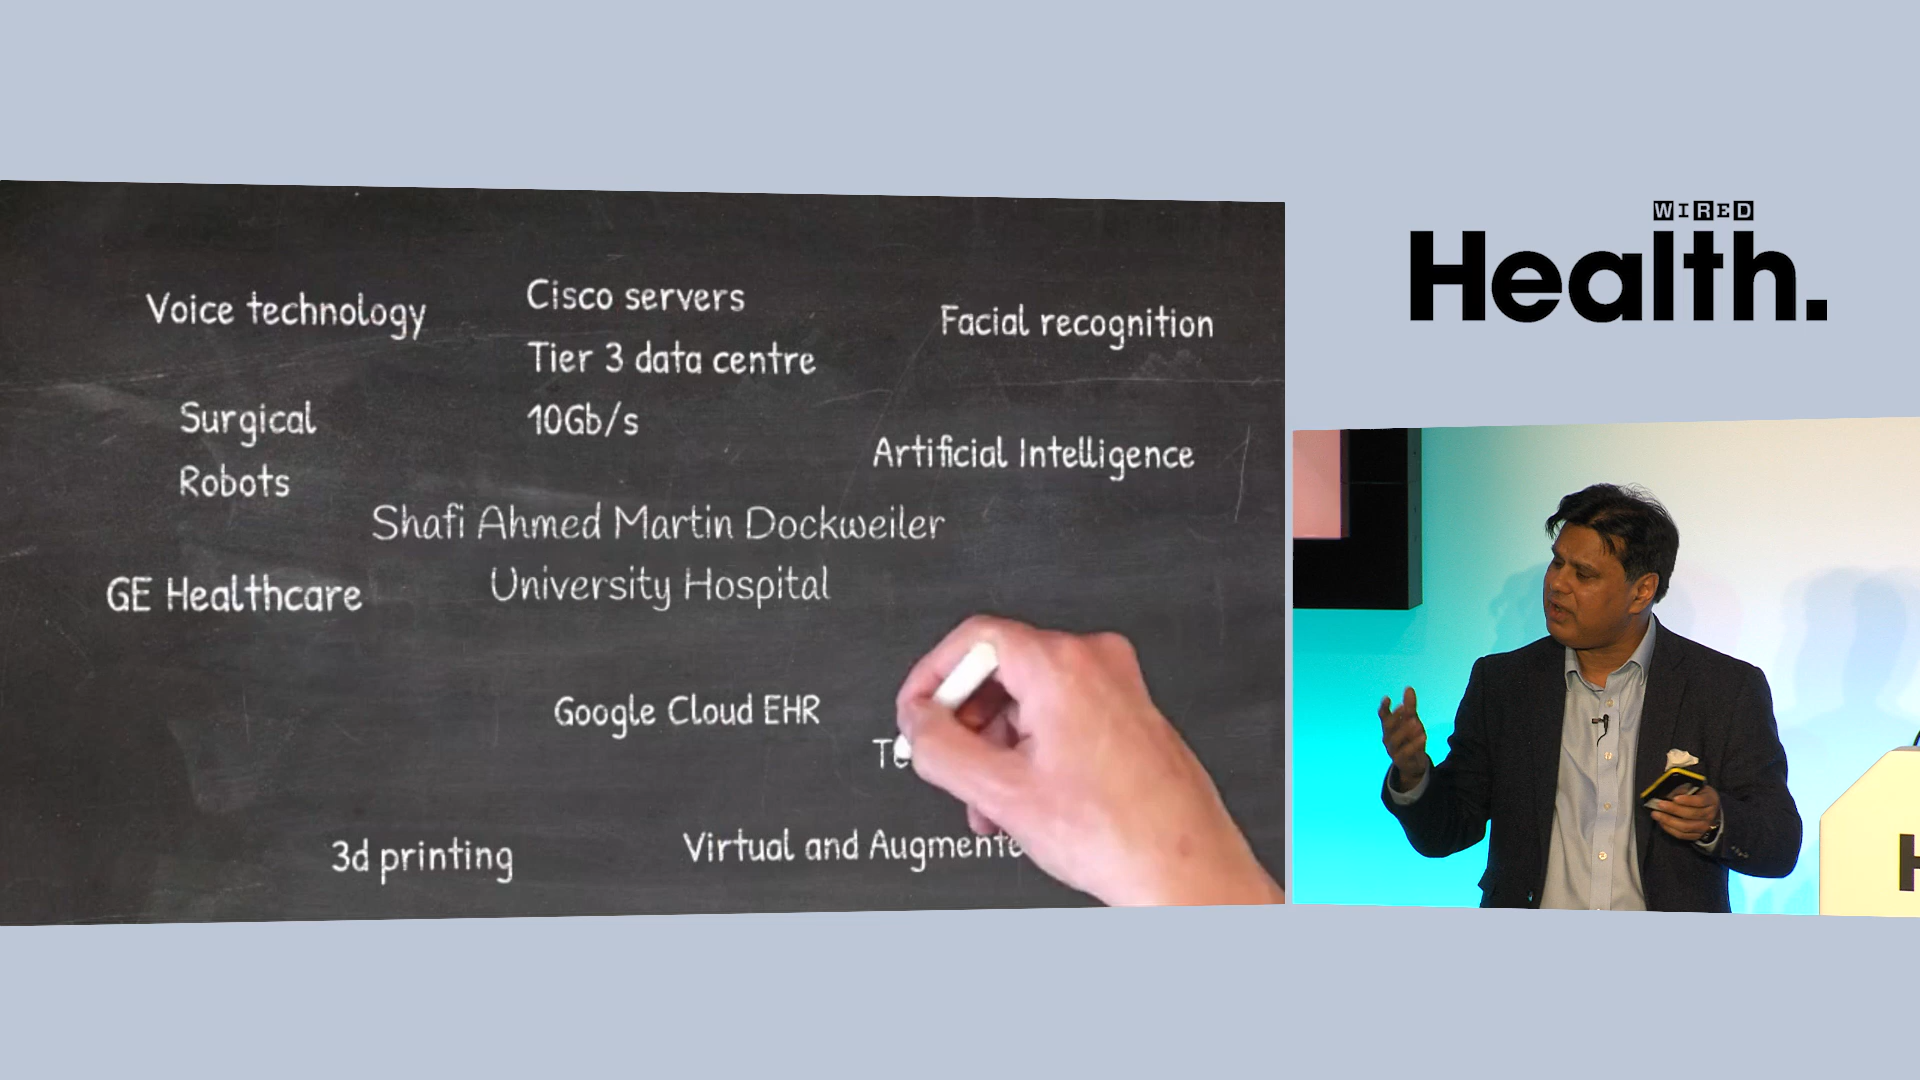 WIRED
Health.
Voice technology
Cisco servers
Tier 3 data centre
10Gb/s
Facial recognition
Surgical
Robots
Artificial Intelligence
Shafi Ahmed Martin Dockweiler
University Hospital
GE Healthcare
Google Cloud EHR
Te
3d printing
Virtual and Augmente
H